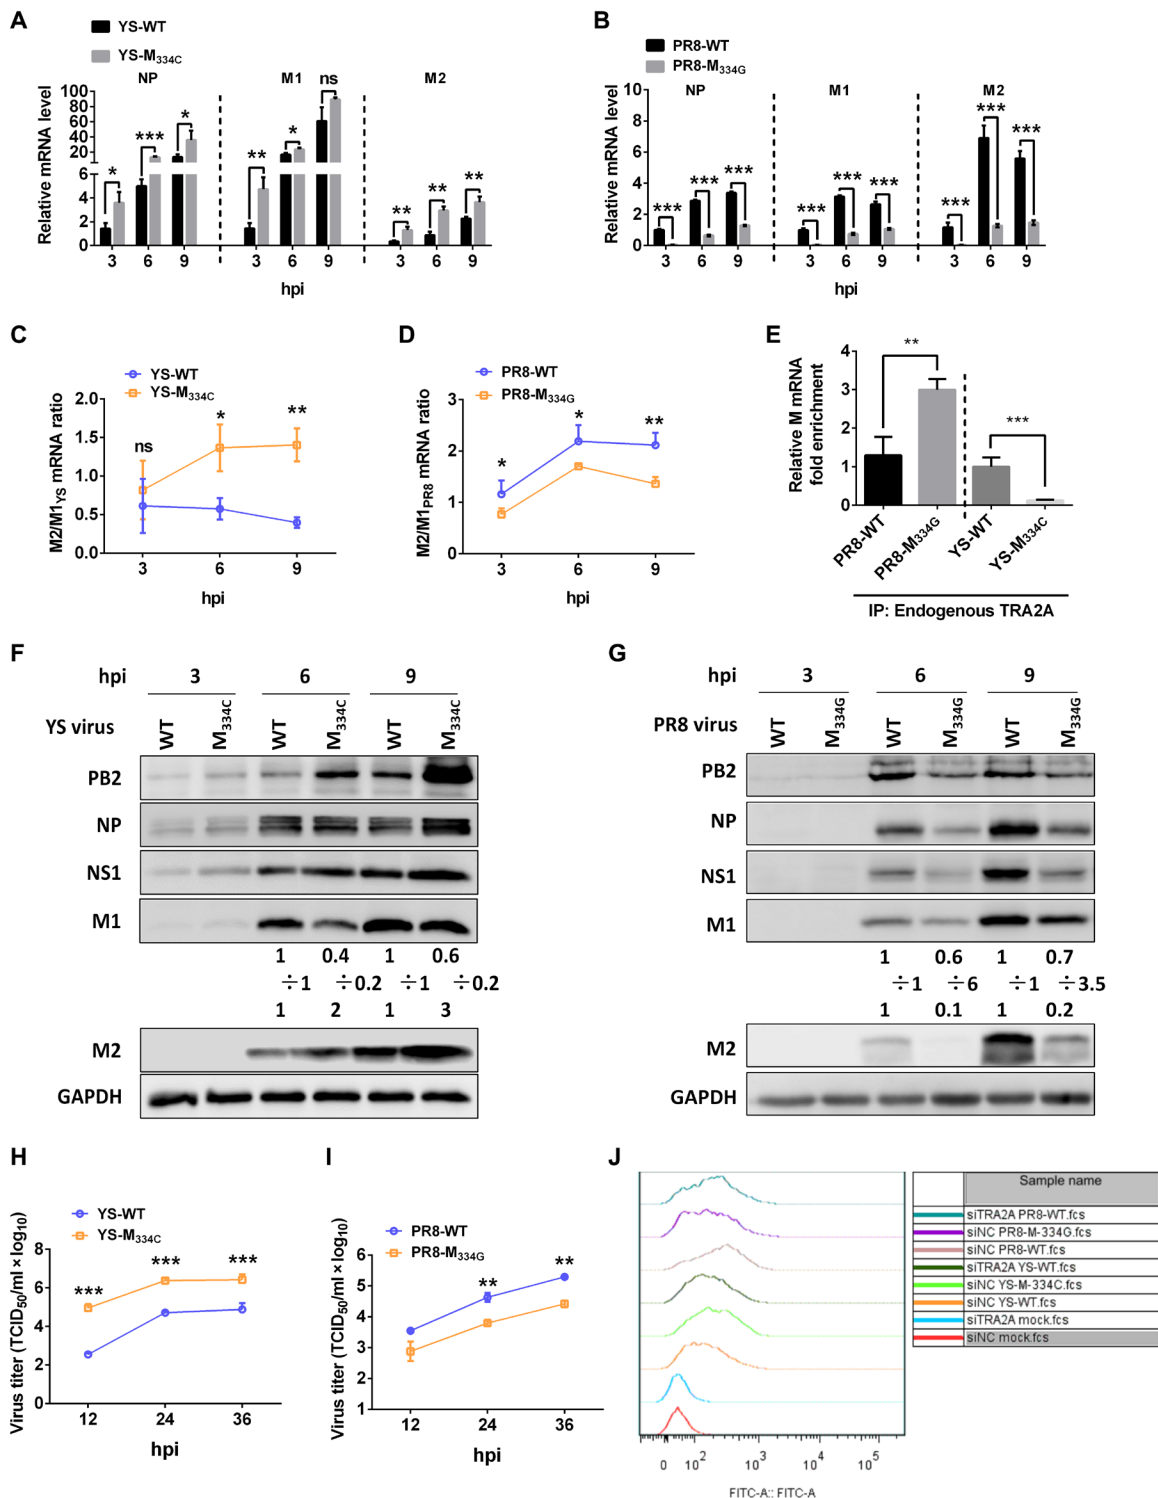 A
YS-WT
YS-M334C
NP M1 M2
Relative mRNA level
100
80
60
40
20
6
4
2
0
* *** * ** * ns ** ** **
3 6 9 3 6 9 3 6 9
hpi
B
PR8-WT
PR8-M334G
NP M1 M2
Relative mRNA level
10
8
6
4
2
0
*** *** *** *** *** *** *** *** ***
3 6 9 3 6 9 3 6 9
hpi
C
YS-WT
YS-M334C
M2/M1YS mRNA ratio
2.0
1.5
1.0
0.5
0.0
ns * **
3 6 9
hpi
D
PR8-WT
PR8-M334G
M2/M1PR8 mRNA ratio
3
2
1
0
* * **
3 6 9
hpi
E
Relative M mRNA
fold enrichment
4
3
2
1
0
** ***
PR8-WT PR8-M334G YS-WT YS-M334C
IP: Endogenous TRA2A
F
hpi 3 6 9
YS virus WT M334C WT M334C WT M334C
PB2
NP
NS1
M1
1 0.4 1 0.6
÷1 ÷0.2 ÷1 ÷0.2
1 2 1 3
M2
GAPDH
G
hpi 3 6 9
PR8 virus WT M334G WT M334G WT M334G
PB2
NP
NS1
M1
1 0.6 1 0.7
÷1 ÷6 ÷1 ÷3.5
1 0.1 1 0.2
M2
GAPDH
H
YS-WT
YS-M334C
Virus titer (TCID50/ml × log10)
8
6
4
2
0
*** *** ***
12 24 36
hpi
I
PR8-WT
PR8-M334G
Virus titer (TCID50/ml × log10)
6
5
4
3
2
1
** **
12 24 36
hpi
J
0 10² 10³ 10⁴ 10⁵
FITC-A:: FITC-A
Sample name
siTRA2A PR8-WT.fcs
siNC PR8-M-334G.fcs
siNC PR8-WT.fcs
siTRA2A YS-WT.fcs
siNC YS-M-334C.fcs
siNC YS-WT.fcs
siTRA2A mock.fcs
siNC mock.fcs